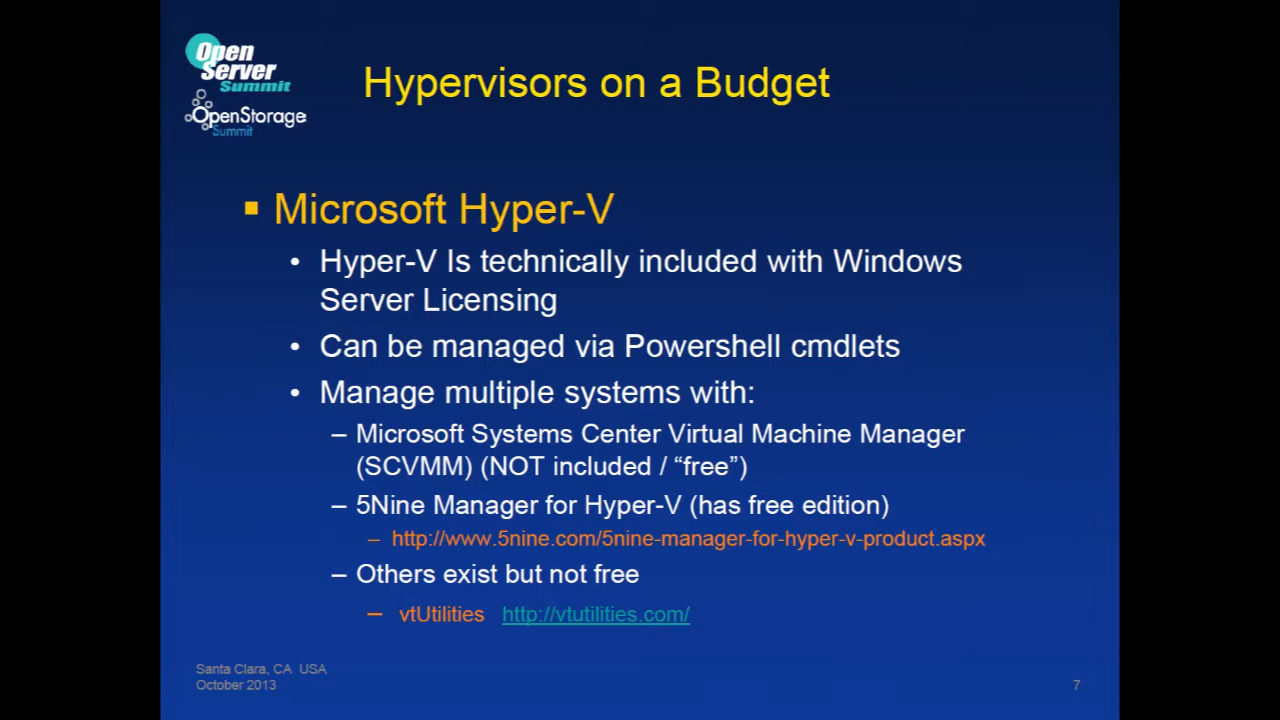 Open
Server
Summit
OpenStorage
Summit
Hypervisors on a Budget
Microsoft Hyper-V
• Hyper-V Is technically included with Windows
Server Licensing
• Can be managed via Powershell cmdlets
• Manage multiple systems with:
– Microsoft Systems Center Virtual Machine Manager
(SCVMM) (NOT included / “free”)
– 5Nine Manager for Hyper-V (has free edition)
– http://www.5nine.com/5nine-manager-for-hyper-v-product.aspx
– Others exist but not free
– vtUtilities http://vtutilities.com/
Santa Clara, CA USA
October 2013
7